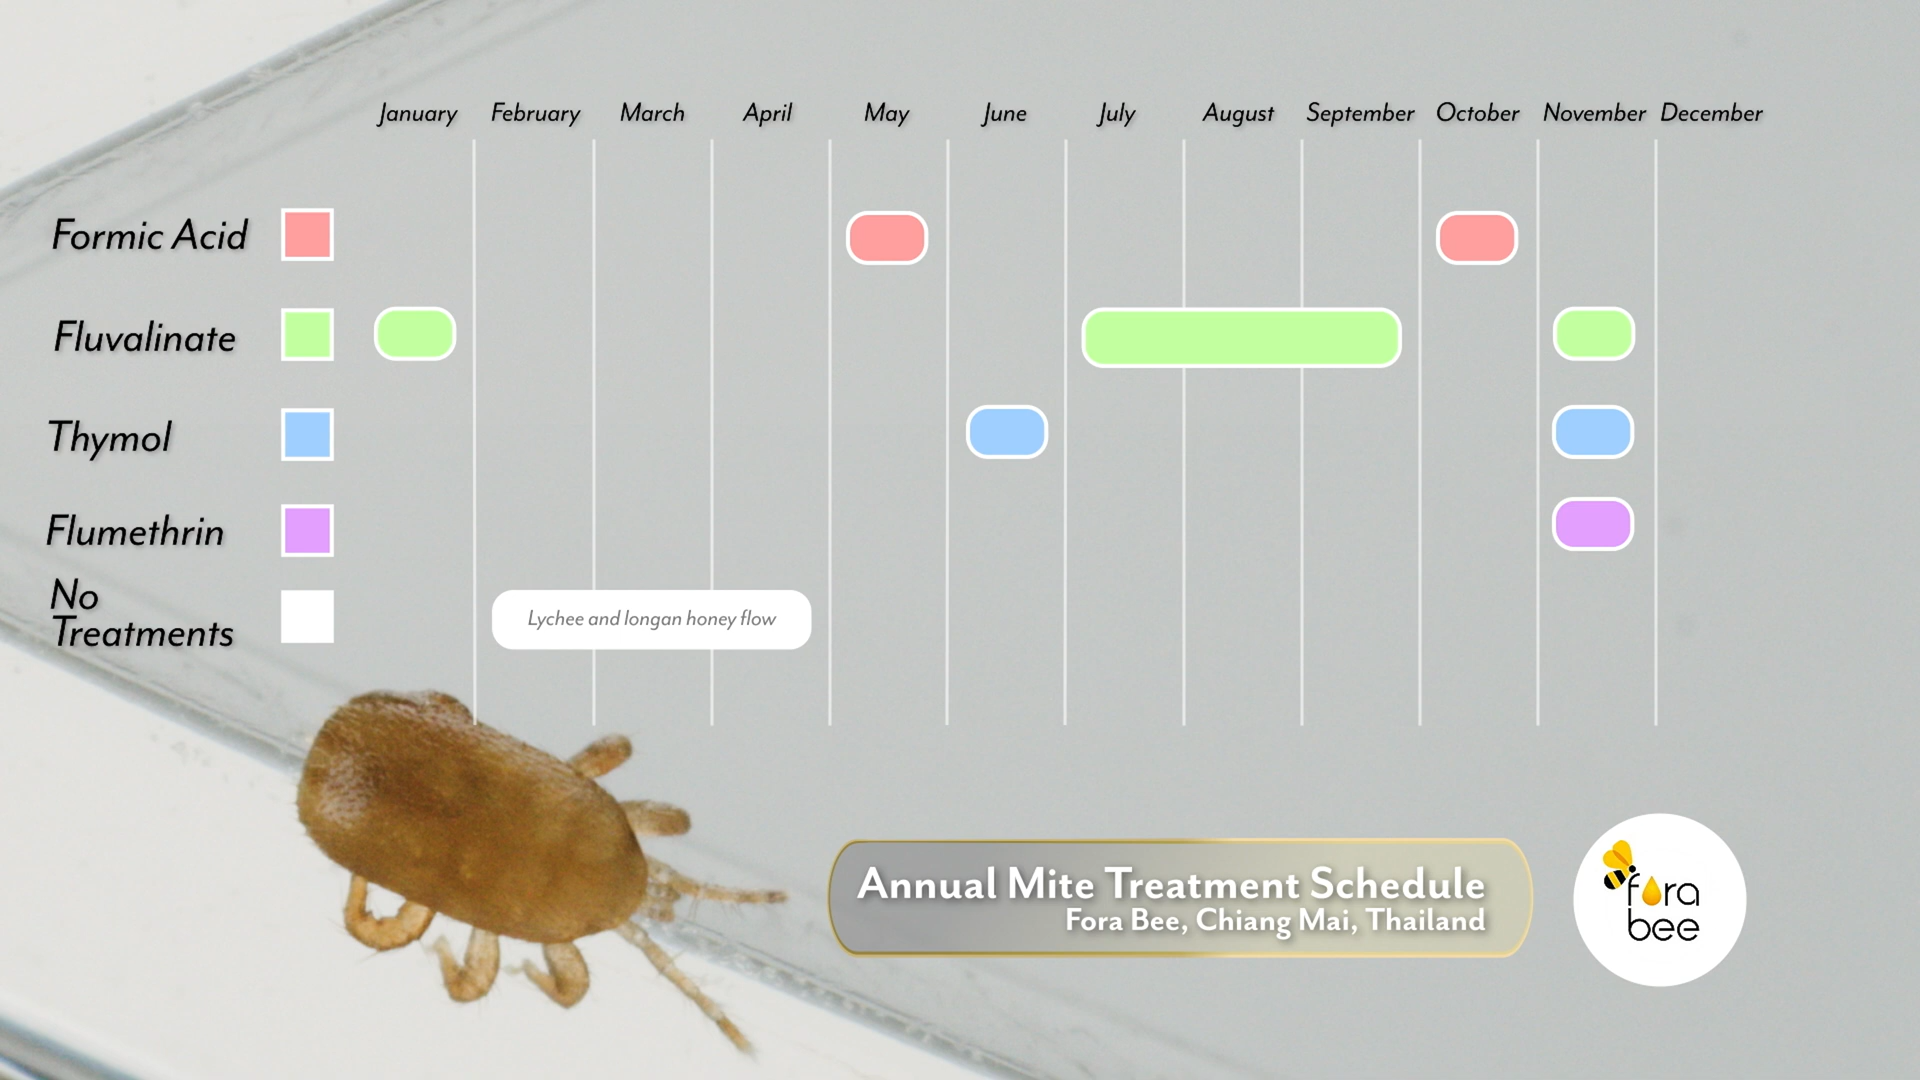 January February March April May June July August September October November December
Formic Acid
Fluvalinate
Thymol
Flumethrin
No
Treatments
Lychee and longan honey flow
Annual Mite Treatment Schedule
Fora Bee, Chiang Mai, Thailand
fora
bee